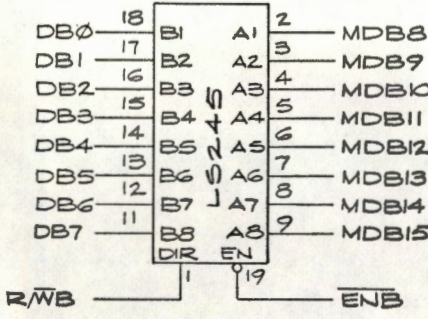 DBØ 18 B1 A1 2 MDB8
DB1 17 B2 A2 3 MDB9
DB2 16 B3 A3 4 MDB10
DB3 15 B4 A4 5 MDB11
DB4 14 B5 A5 6 MDB12
DB5 13 B6 A6 7 MDB13
DB6 12 B7 A7 8 MDB14
DB7 11 B8 A8 9 MDB15
LS245
DIR EN
R/W̅B 1 19 E̅N̅B̅